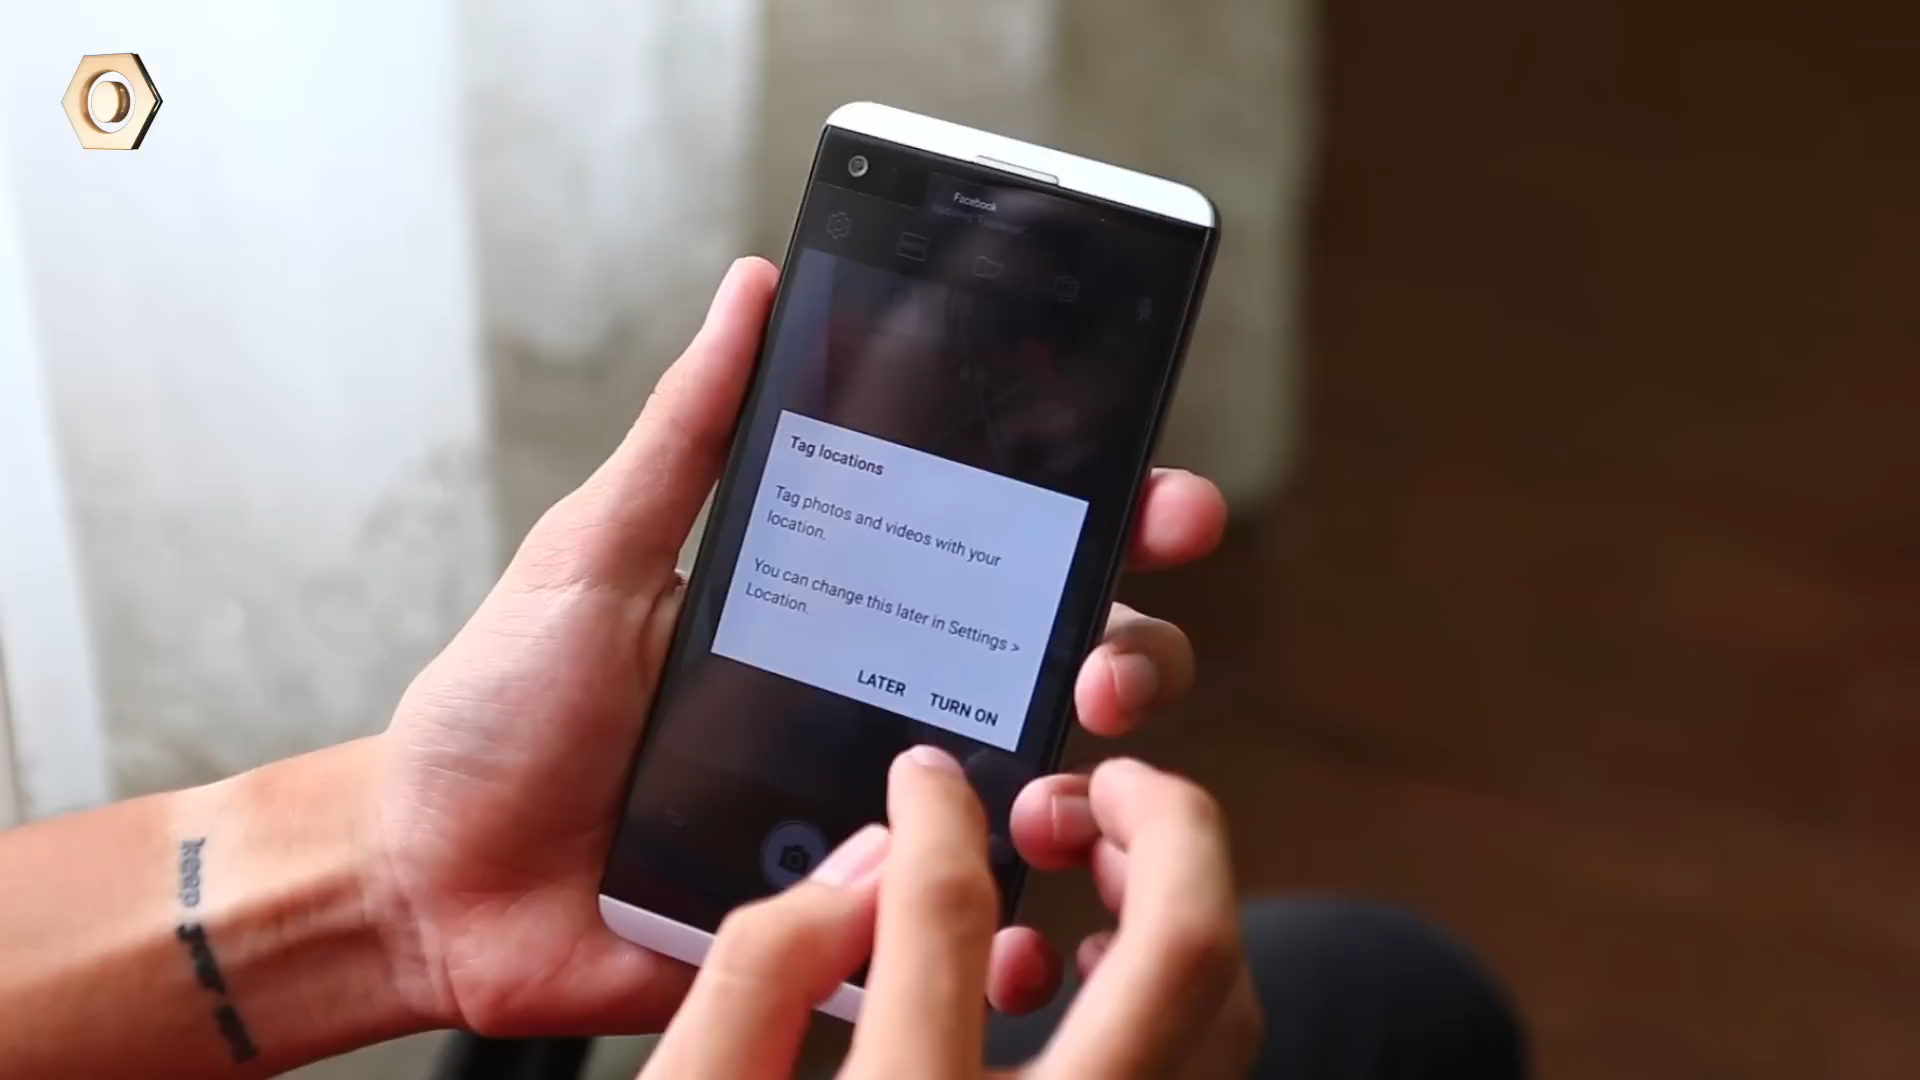 Facebook
Tag locations
Tag photos and videos with your
location.
You can change this later in Settings >
Location.
LATER TURN ON
keep your